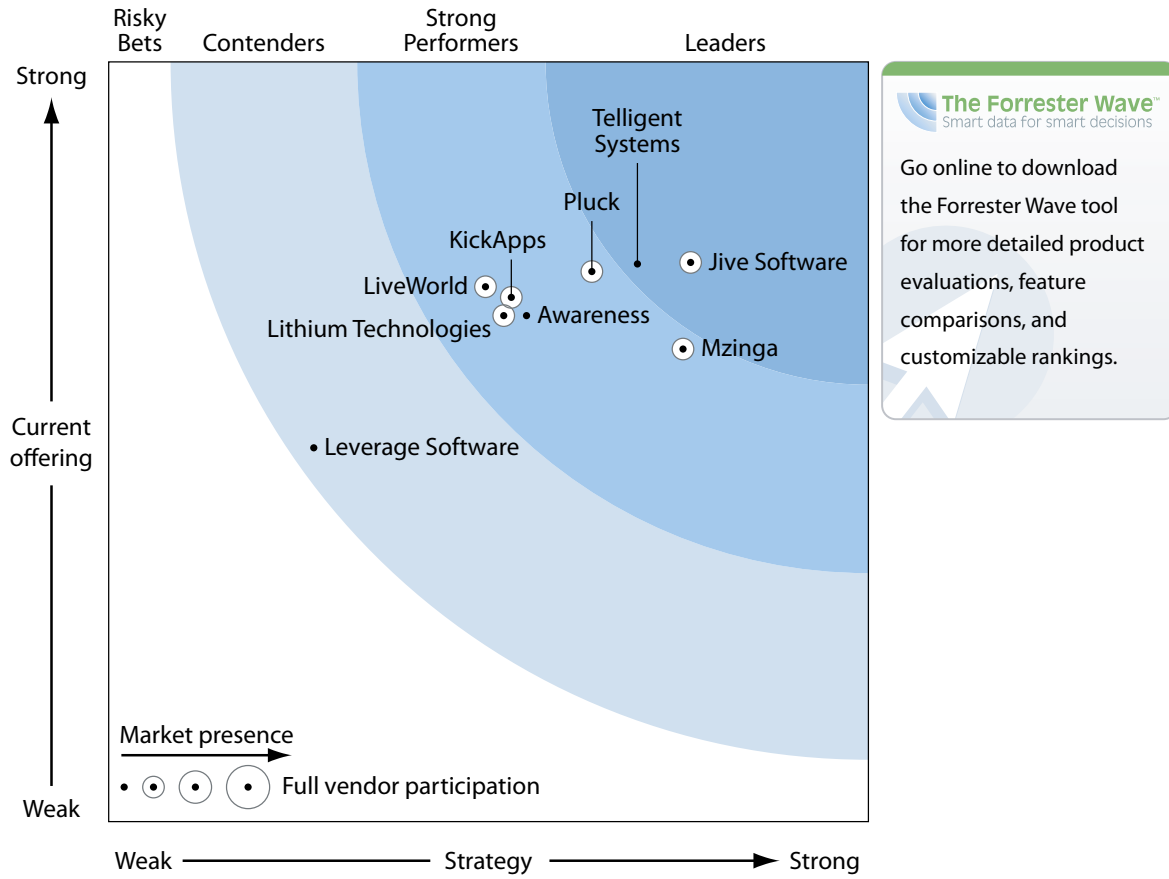 Risky
Bets
Contenders
Strong
Performers
Leaders
Strong
The Forrester Wave™
Smart data for smart decisions
Go online to download
the Forrester Wave tool
for more detailed product
evaluations, feature
comparisons, and
customizable rankings.
Telligent
Systems
Pluck
KickApps
Jive Software
LiveWorld
Lithium Technologies
Awareness
Mzinga
Current
offering
Leverage Software
Market presence
Full vendor participation
Weak
Weak
Strategy
Strong